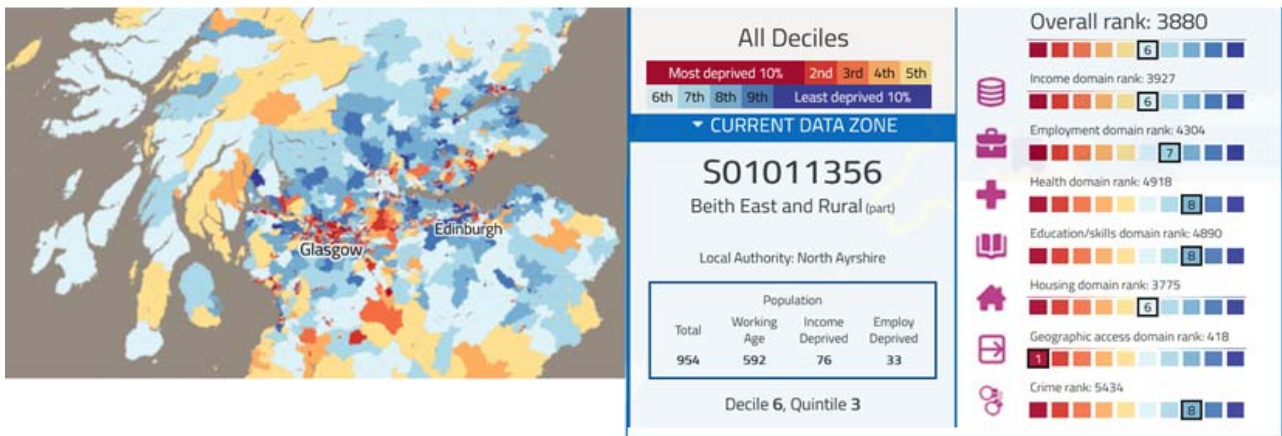 Glasgow
Edinburgh
All Deciles
Most deprived 10% 2nd 3rd 4th 5th
6th 7th 8th 9th Least deprived 10%
CURRENT DATA ZONE
S01011356
Beith East and Rural (part)
Local Authority: North Ayrshire
Population
Total Working Age Income Deprived Employ Deprived
954 592 76 33
Decile 6, Quintile 3
Overall rank: 3880
6
Income domain rank: 3927
6
Employment domain rank: 4304
7
Health domain rank: 4918
8
Education/skills domain rank: 4890
8
Housing domain rank: 3775
6
Geographic access domain rank: 418
1
Crime rank: 5434
8